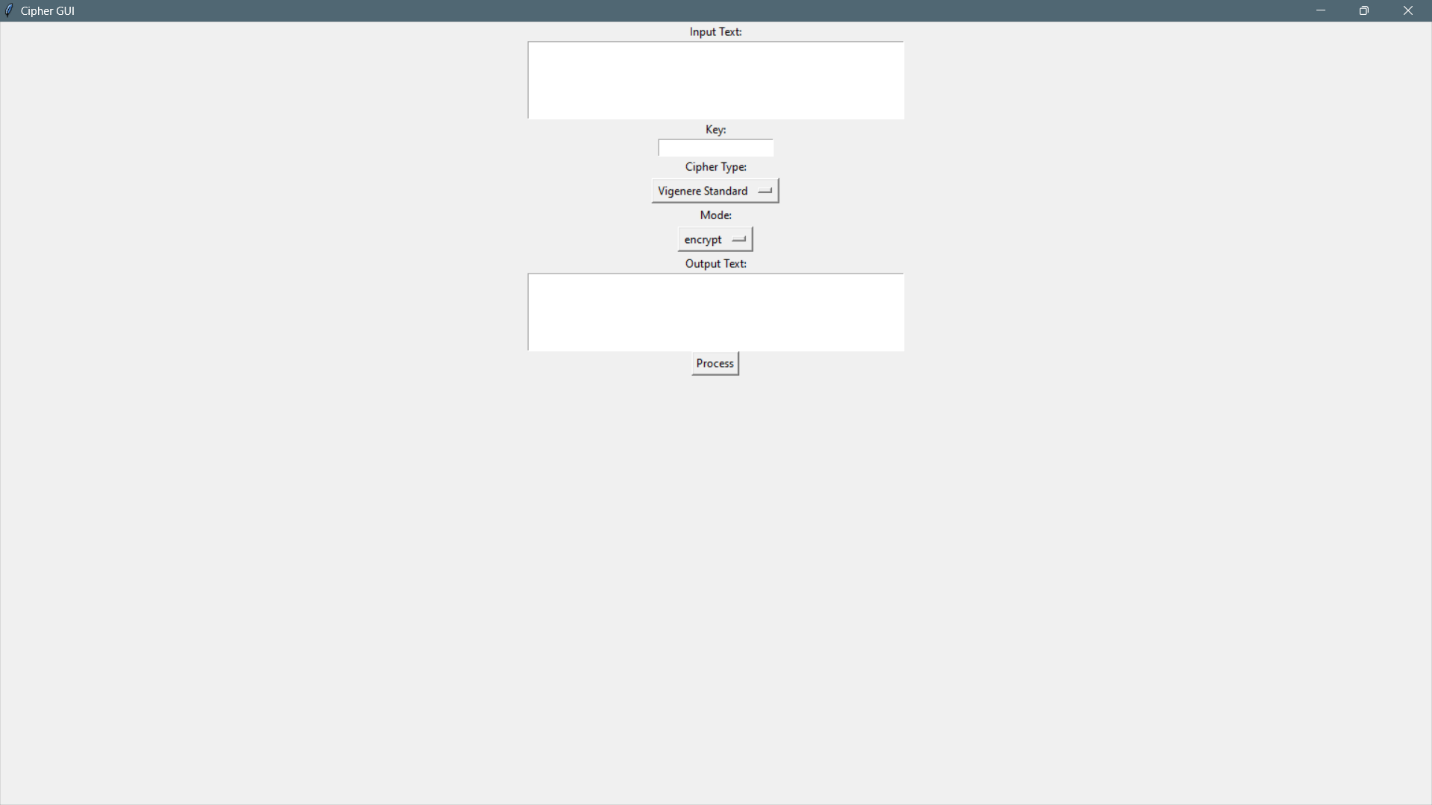 Cipher GUI
Input Text:
Key:
Cipher Type:
Vigenere Standard
Mode:
encrypt
Output Text:
Process